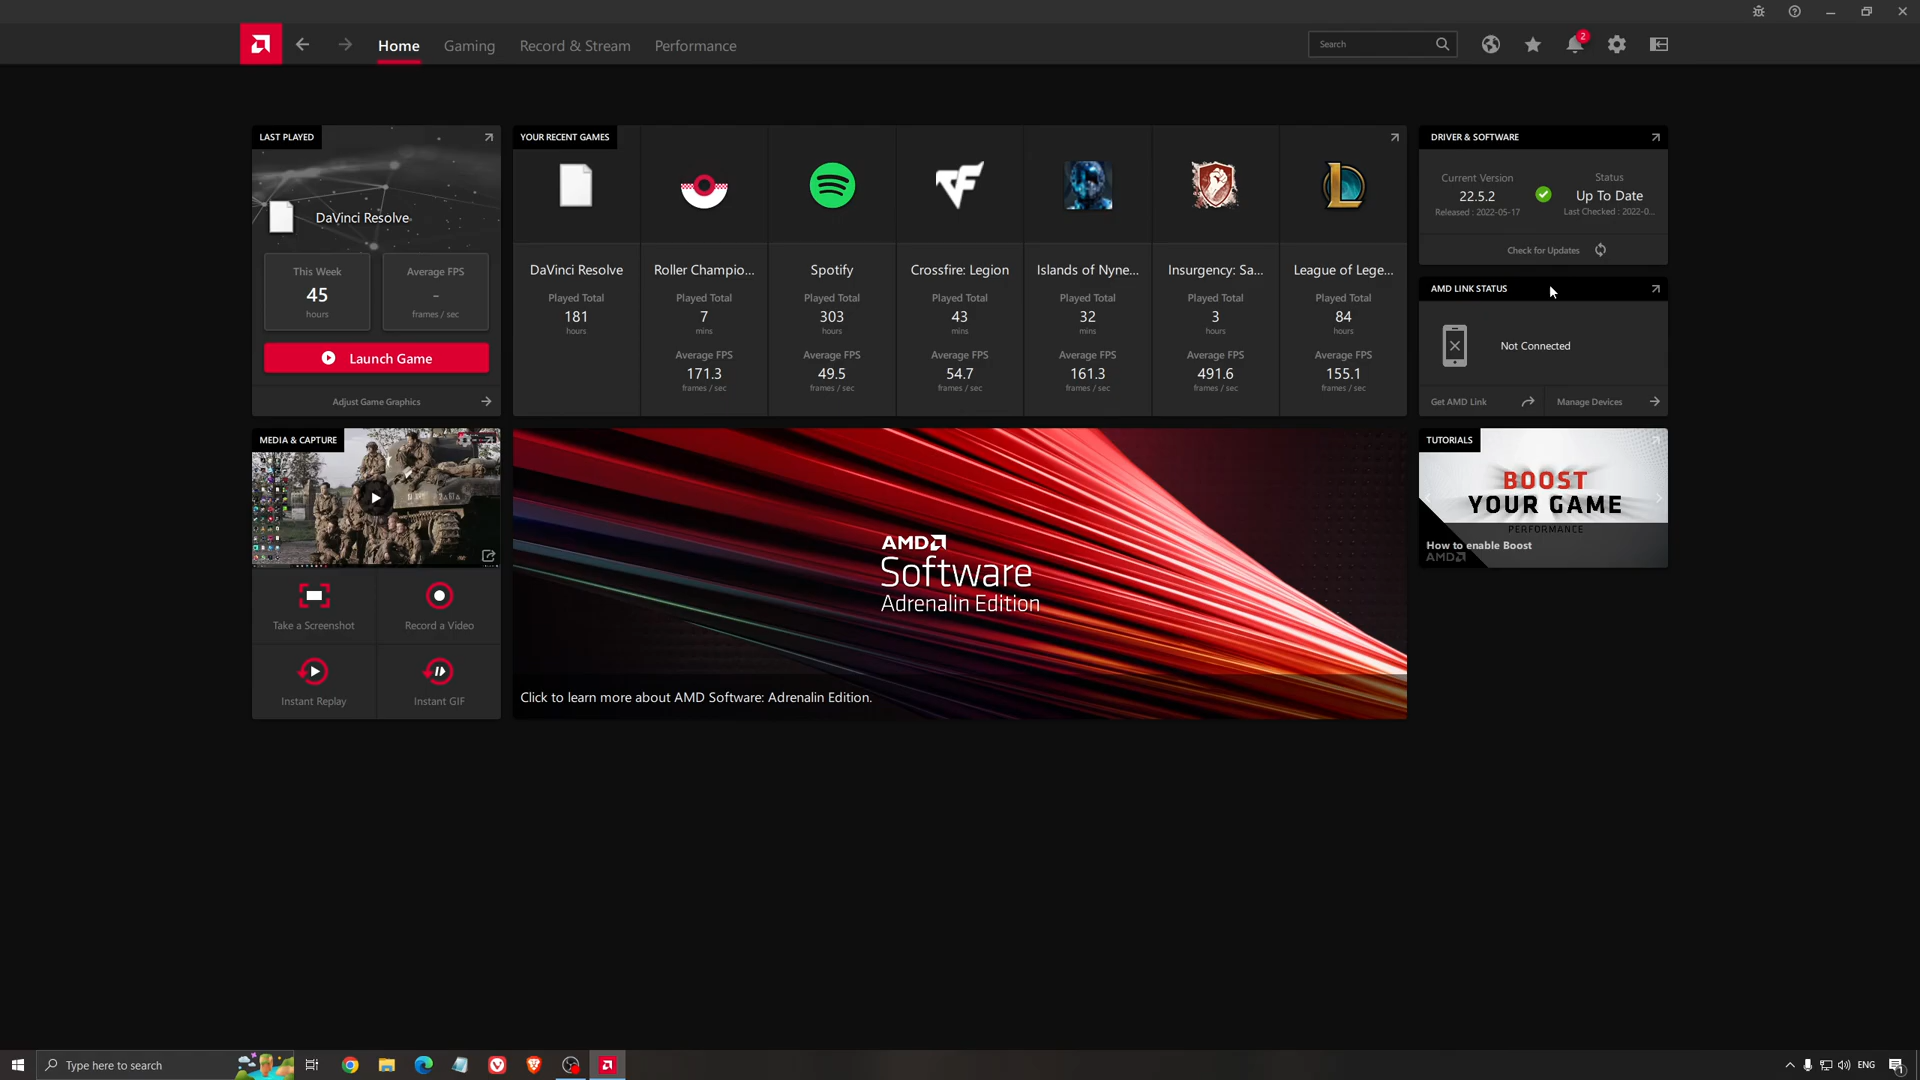 Home
Gaming
Record & Stream
Performance
Search
2
LAST PLAYED
DaVinci Resolve
This Week
45
hours
Average FPS
–
frames / sec
Launch Game
Adjust Game Graphics
YOUR RECENT GAMES
DaVinci Resolve
Played Total
181
hours
Roller Champio...
Played Total
7
mins
Average FPS
171.3
frames / sec
Spotify
Played Total
303
hours
Average FPS
49.5
frames / sec
Crossfire: Legion
Played Total
43
mins
Average FPS
54.7
frames / sec
Islands of Nyne...
Played Total
32
mins
Average FPS
161.3
frames / sec
Insurgency: Sa...
Played Total
3
hours
Average FPS
491.6
frames / sec
League of Lege...
Played Total
84
hours
Average FPS
155.1
frames / sec
DRIVER & SOFTWARE
Current Version
22.5.2
Released : 2022-05-17
Status
Up To Date
Last Checked : 2022-0...
Check for Updates
AMD LINK STATUS
Not Connected
Get AMD Link
Manage Devices
MEDIA & CAPTURE
Take a Screenshot
Record a Video
Instant Replay
Instant GIF
AMD
Software
Adrenalin Edition
Click to learn more about AMD Software: Adrenalin Edition.
TUTORIALS
BOOST
YOUR GAME
PERFORMANCE
How to enable Boost
AMD
Type here to search
ENG
1